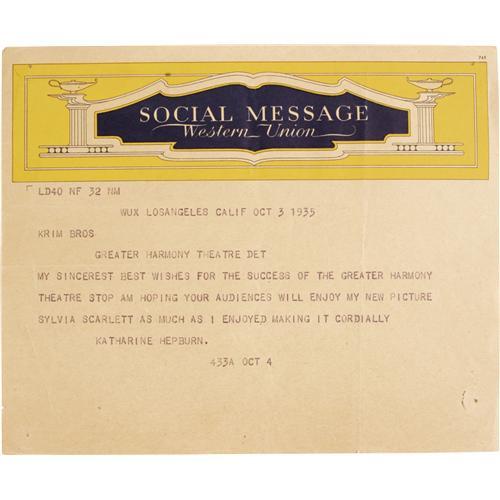 741
SOCIAL MESSAGE
Western Union
LD40 NF 32 NM
WUX LOSANGELES CALIF OCT 3 1935
KRIM BROS
GREATER HARMONY THEATRE DET
MY SINCEREST BEST WISHES FOR THE SUCCESS OF THE GREATER HARMONY
THEATRE STOP AM HOPING YOUR AUDIENCES WILL ENJOY MY NEW PICTURE
SYLVIA SCARLETT AS MUCH AS I ENJOYED MAKING IT CORDIALLY
KATHARINE HEPBURN.
433A OCT 4